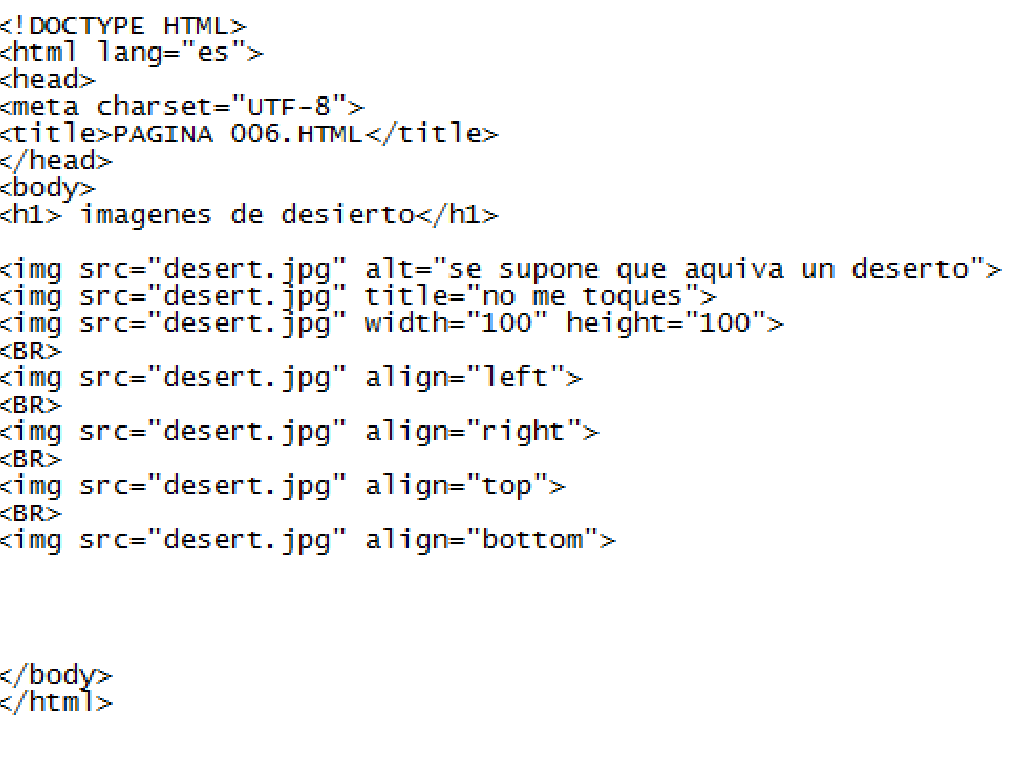 <!DOCTYPE HTML>
<html lang="es">
<head>
<meta charset="UTF-8">
<title>PAGINA 006.HTML</title>
</head>
<body>
<h1> imagenes de desierto</h1>
<img src="desert.jpg" alt="se supone que aquiva un deserto">
<img src="desert.jpg" title="no me toques">
<img src="desert.jpg" width="100" height="100">
<BR>
<img src="desert.jpg" align="left">
<BR>
<img src="desert.jpg" align="right">
<BR>
<img src="desert.jpg" align="top">
<BR>
<img src="desert.jpg" align="bottom">
</body>
</html>